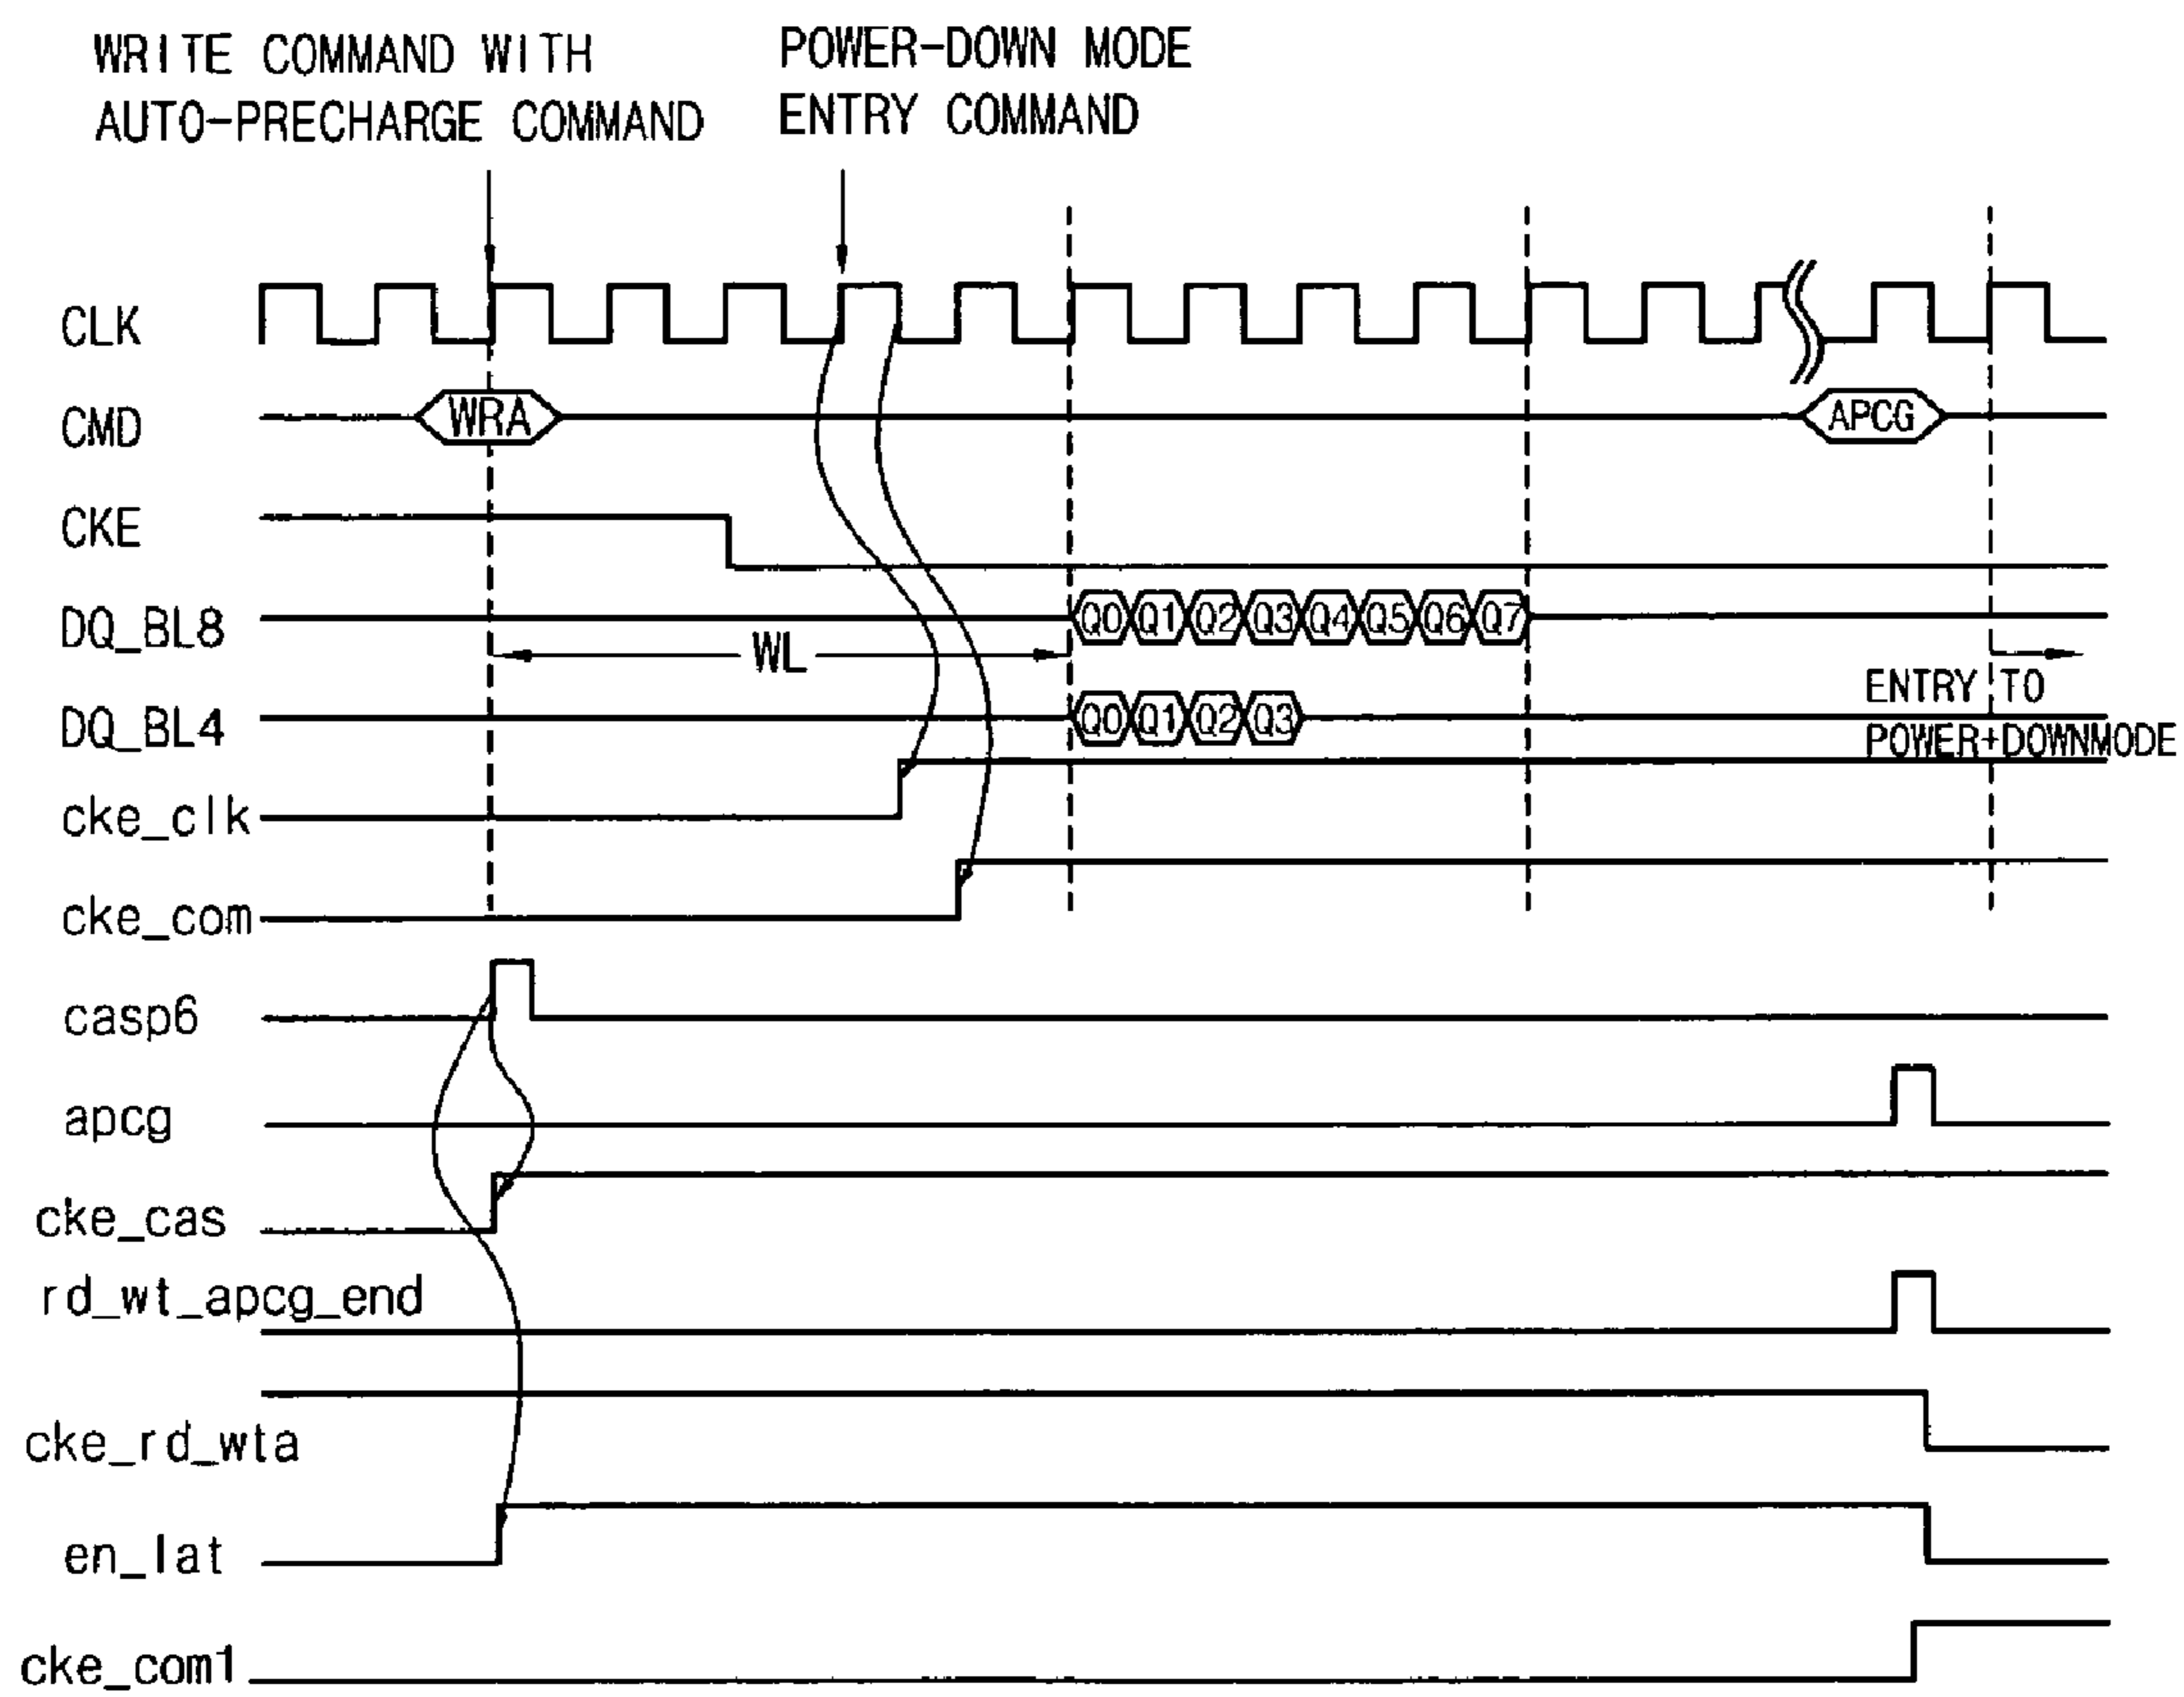 WRITE COMMAND WITH
AUTO-PRECHARGE COMMAND
POWER-DOWN MODE
ENTRY COMMAND
CLK
CMD WRA APCG
CKE
DQ_BL8 Q0 Q1 Q2 Q3 Q4 Q5 Q6 Q7
WL
ENTRY TO
POWER-DOWNMODE
DQ_BL4 Q0 Q1 Q2 Q3
cke_clk
cke_com
casp6
apcg
cke_cas
rd_wt_apcg_end
cke_rd_wta
en_lat
cke_com1